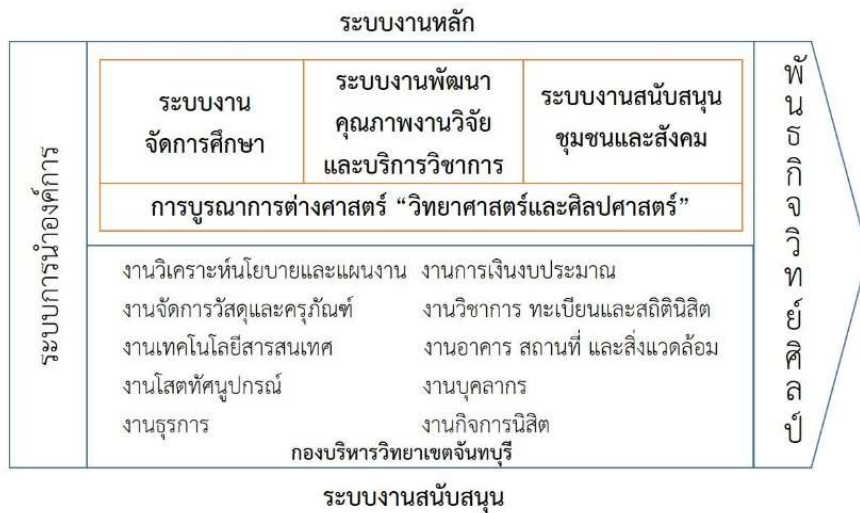 ระบบงานหลัก
ระบบการนำองค์การ
ระบบงาน
จัดการศึกษา
ระบบงานพัฒนา
คุณภาพงานวิจัย
และบริการวิชาการ
ระบบงานสนับสนุน
ชุมชนและสังคม
การบูรณาการต่างศาสตร์ “วิทยาศาสตร์และศิลปศาสตร์”
งานวิเคราะห์นโยบายและแผนงาน งานการเงินงบประมาณ
งานจัดการวัสดุและครุภัณฑ์ งานวิชาการ ทะเบียนและสถิตินิสิต
งานเทคโนโลยีสารสนเทศ งานอาคาร สถานที่ และสิ่งแวดล้อม
งานโสตทัศนูปกรณ์ งานบุคลากร
งานธุรการ งานกิจการนิสิต
กองบริหารวิทยาเขตจันทบุรี
พันธกิจวิทย์ศิลป์
ระบบงานสนับสนุน